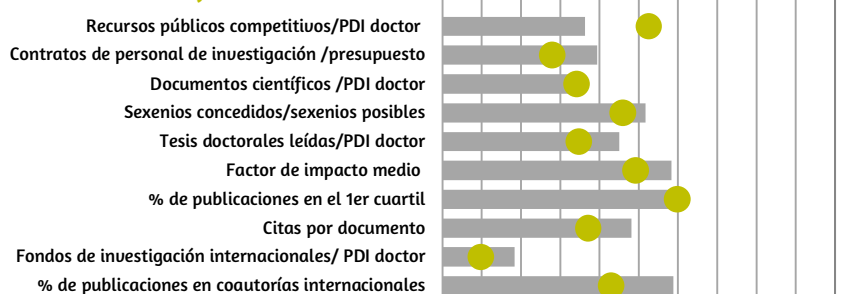 Recursos públicos competitivos/PDI doctor
Contratos de personal de investigación /presupuesto
Documentos científicos /PDI doctor
Sexenios concedidos/sexenios posibles
Tesis doctorales leídas/PDI doctor
Factor de impacto medio
% de publicaciones en el 1er cuartil
Citas por documento
Fondos de investigación internacionales/ PDI doctor
% de publicaciones en coautorías internacionales